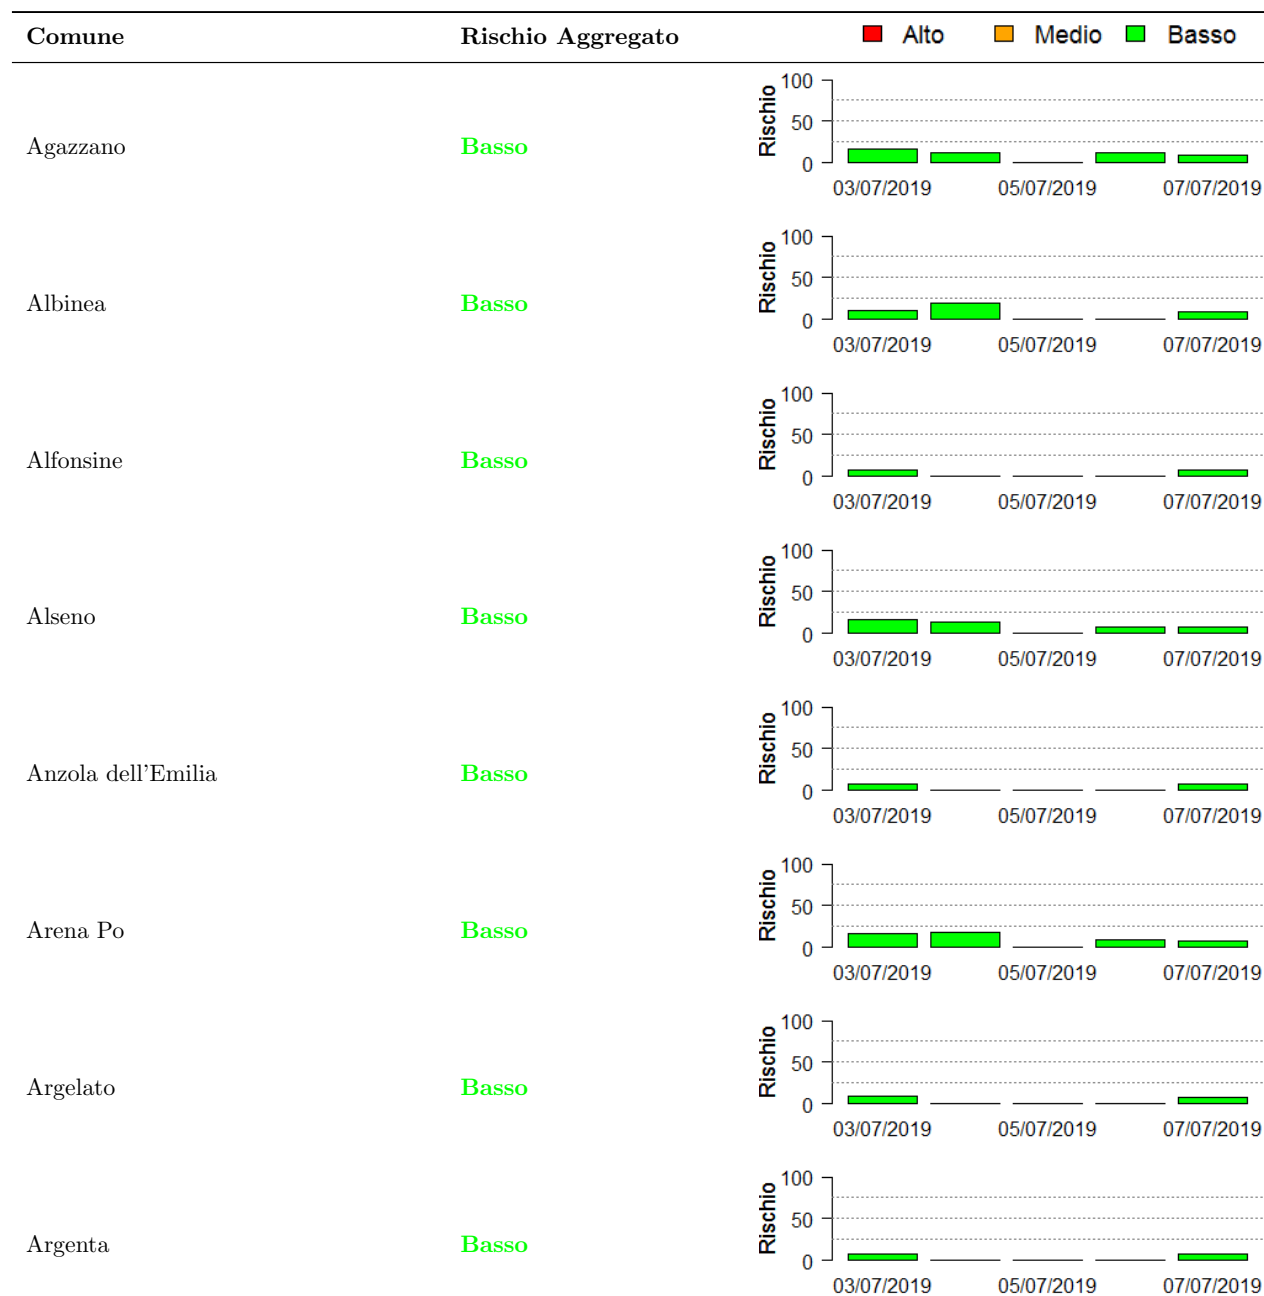 Comune Rischio Aggregato Alto Medio Basso
100
50
0
Rischio
Agazzano Basso
03/07/2019 05/07/2019 07/07/2019
100
50
0
Rischio
Albinea Basso
03/07/2019 05/07/2019 07/07/2019
100
50
0
Rischio
Alfonsine Basso
03/07/2019 05/07/2019 07/07/2019
100
50
0
Rischio
Alseno Basso
03/07/2019 05/07/2019 07/07/2019
100
50
0
Rischio
Anzola dell'Emilia Basso
03/07/2019 05/07/2019 07/07/2019
100
50
0
Rischio
Arena Po Basso
03/07/2019 05/07/2019 07/07/2019
100
50
0
Rischio
Argelato Basso
03/07/2019 05/07/2019 07/07/2019
100
50
0
Rischio
Argenta Basso
03/07/2019 05/07/2019 07/07/2019